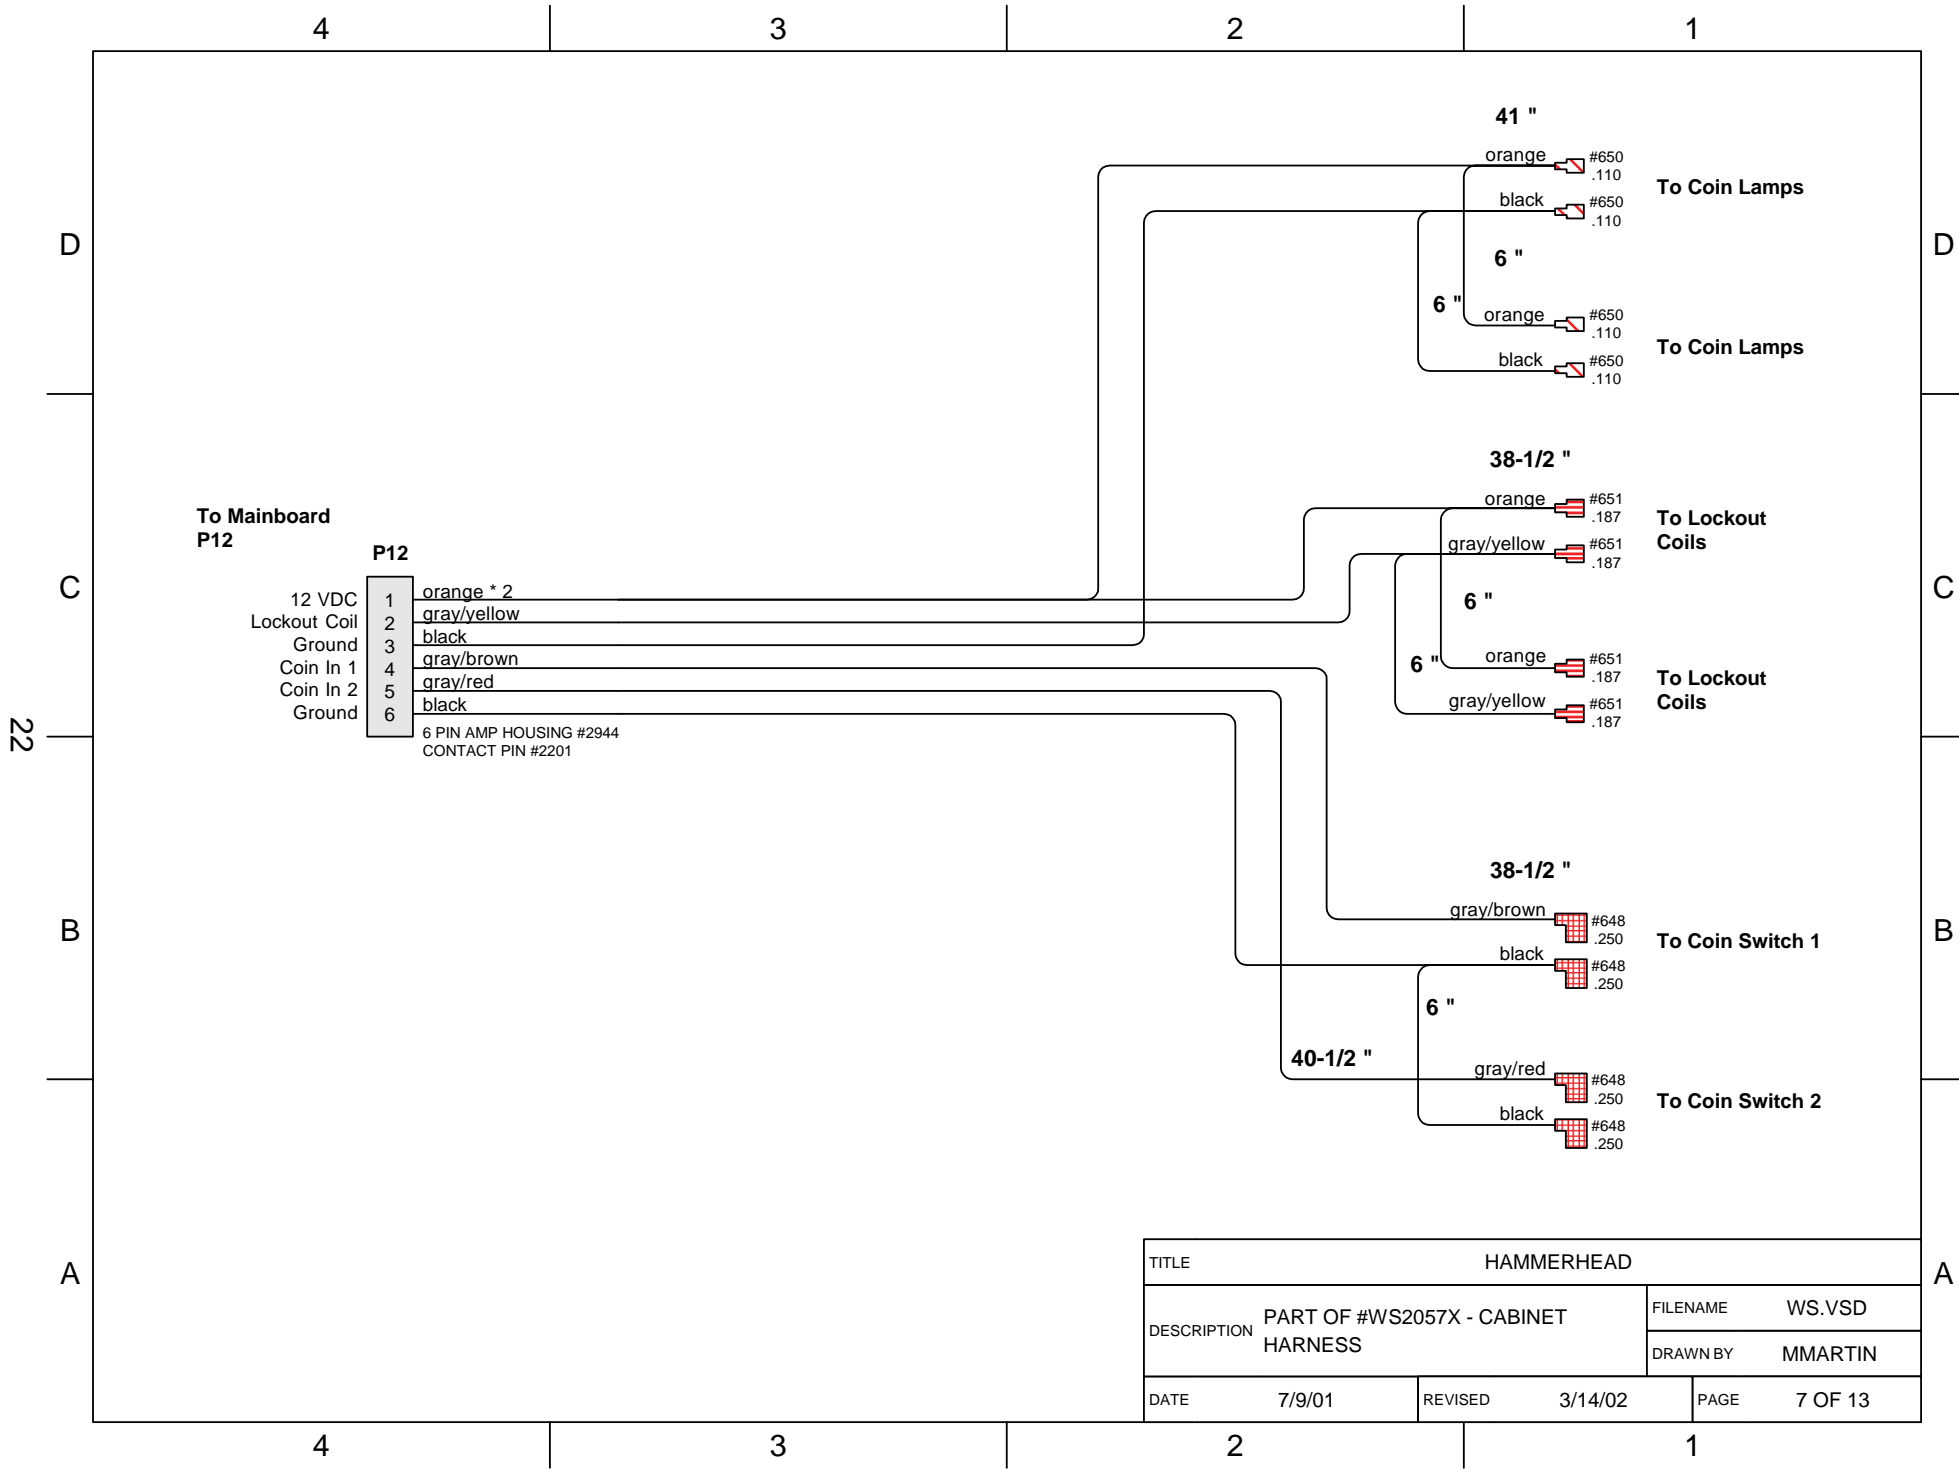 4 3 2 1
41 "
orange #650
.110
To Coin Lamps
black #650
.110
D D
6 "
6 "
orange #650
.110
To Coin Lamps
black #650
.110
38-1/2 "
orange #651
.187
To Lockout
Coils
gray/yellow #651
.187
To Mainboard
P12
P12
C C
12 VDC 1 orange * 2
Lockout Coil 2 gray/yellow
Ground 3 black
Coin In 1 4 gray/brown
Coin In 2 5 gray/red
Ground 6 black
6 PIN AMP HOUSING #2944
CONTACT PIN #2201
6 "
6 "
orange #651
.187
To Lockout
Coils
gray/yellow #651
.187
22
38-1/2 "
gray/brown #648
.250
To Coin Switch 1
black #648
.250
B B
6 "
40-1/2 "
gray/red #648
.250
To Coin Switch 2
black #648
.250
A A
TITLE HAMMERHEAD
DESCRIPTION PART OF #WS2057X - CABINET
HARNESS
FILENAME WS.VSD
DRAWN BY MMARTIN
DATE 7/9/01 REVISED 3/14/02 PAGE 7 OF 13
4 3 2 1